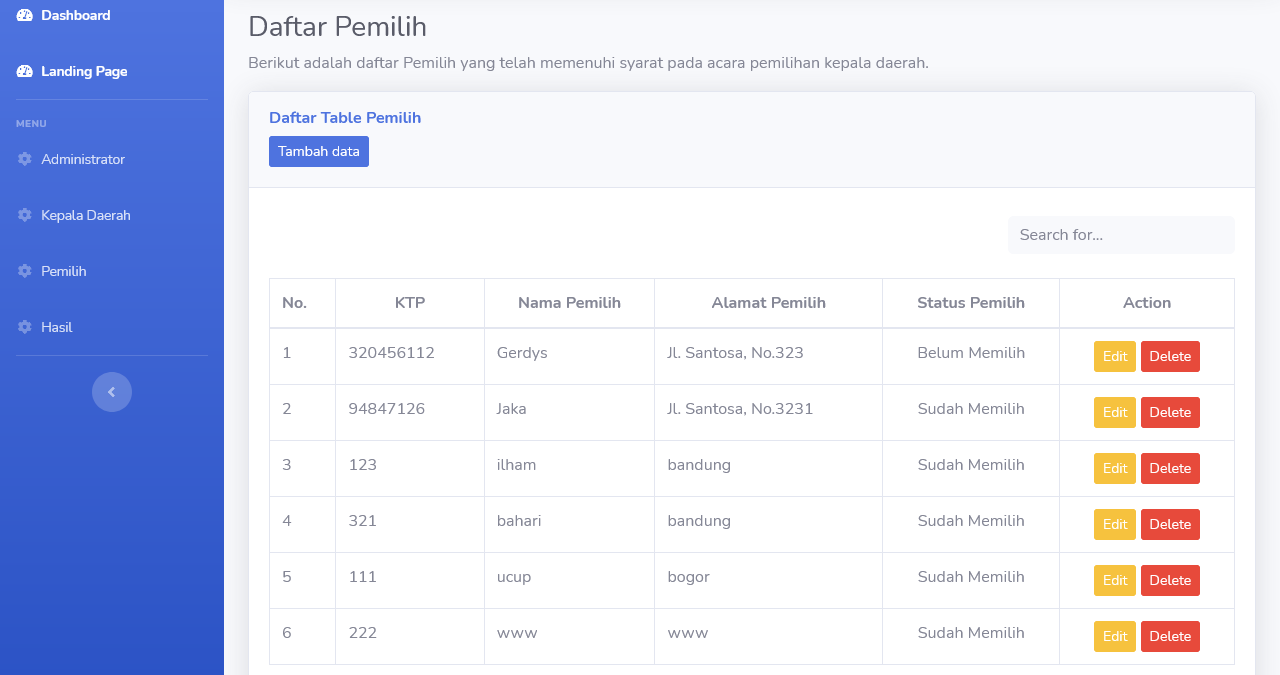 Dashboard
Landing Page
MENU
Administrator
Kepala Daerah
Pemilih
Hasil
Daftar Pemilih
Berikut adalah daftar Pemilih yang telah memenuhi syarat pada acara pemilihan kepala daerah.
Daftar Table Pemilih
Tambah data
Search for...
No. KTP Nama Pemilih Alamat Pemilih Status Pemilih Action
1 320456112 Gerdys Jl. Santosa, No.323 Belum Memilih Edit Delete
2 94847126 Jaka Jl. Santosa, No.3231 Sudah Memilih Edit Delete
3 123 ilham bandung Sudah Memilih Edit Delete
4 321 bahari bandung Sudah Memilih Edit Delete
5 111 ucup bogor Sudah Memilih Edit Delete
6 222 www www Sudah Memilih Edit Delete